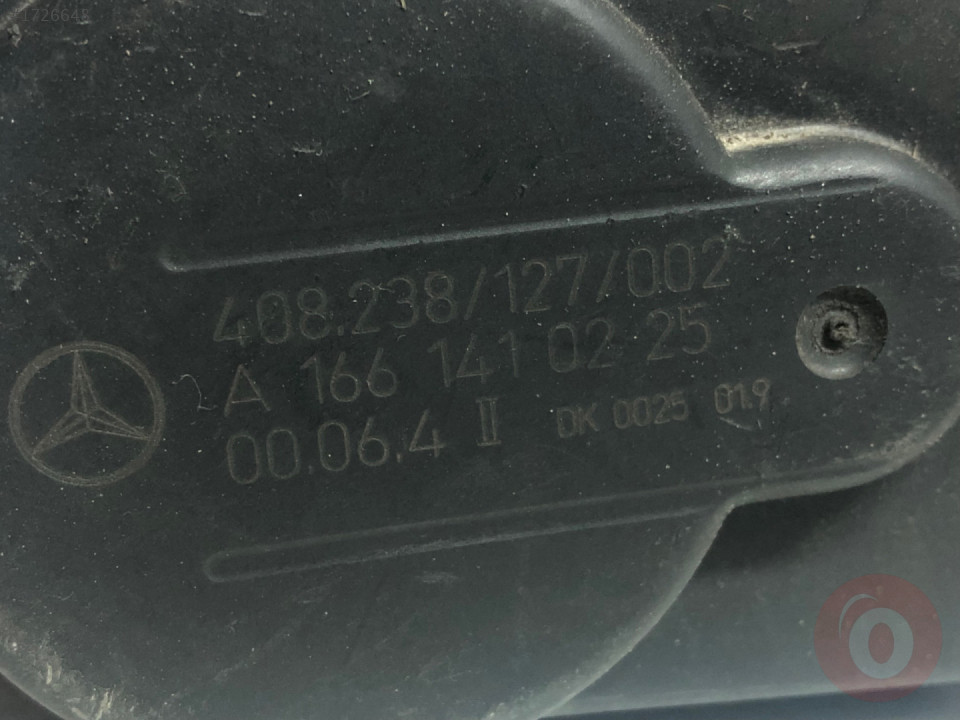 408.238/127/002
A 166 141 02 25
00.06.4 II DK 0025 01.9